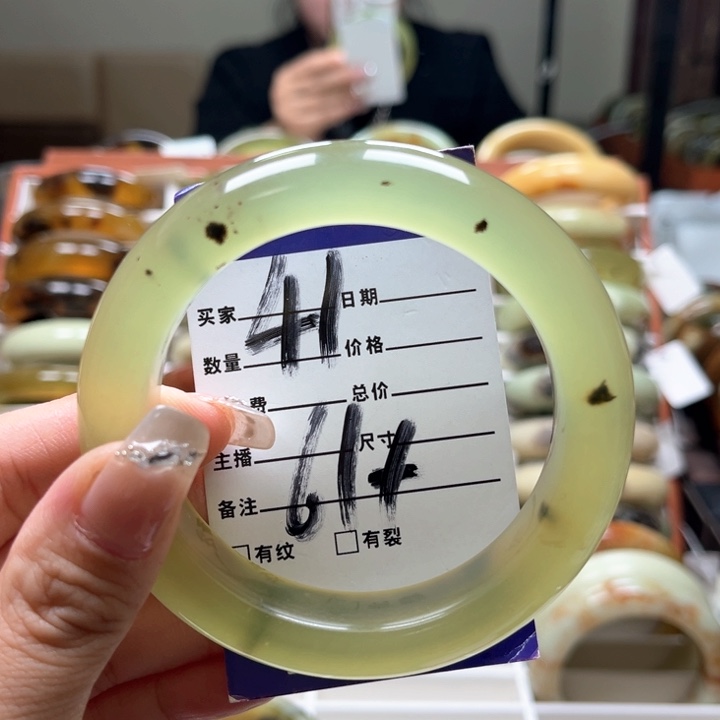 41
买家 日期
数量 价格
费 总价
主播 尺寸
61+
备注
有纹 有裂